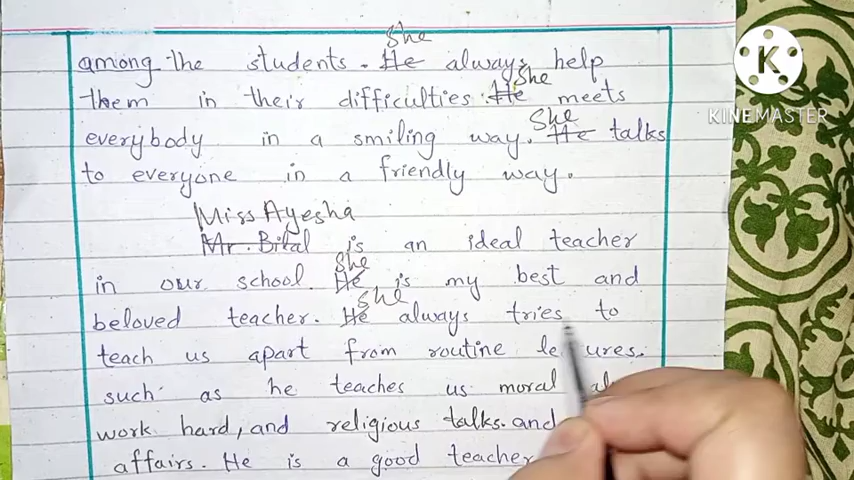 She
among the students. He always help
She
them in their difficulties. He meets
She
everybody in a smiling way. He talks
to everyone in a friendly way.
Miss Ayesha
Mr. Bilal is an ideal teacher
in our school. He is my best and
She
beloved teacher. He always tries to
She
teach us apart from routine lectures.
such as he teaches us moral
work hard, and religious talks. and
affairs. He is a good teacher
K
KINEMASTER